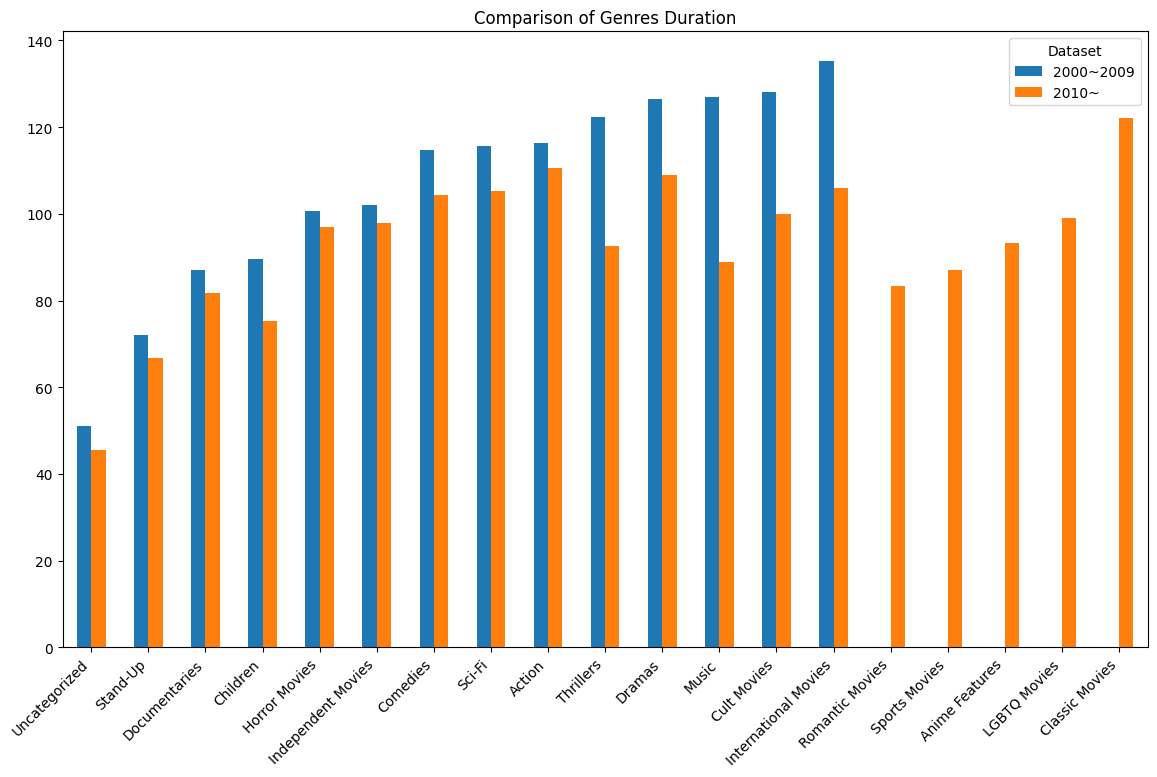 Comparison of Genres Duration
Dataset
2000~2009
2010~
140
120
100
80
60
40
20
0
Uncategorized
Stand-Up
Documentaries
Children
Horror Movies
Independent Movies
Comedies
Sci-Fi
Action
Thrillers
Dramas
Music
Cult Movies
International Movies
Romantic Movies
Sports Movies
Anime Features
LGBTQ Movies
Classic Movies